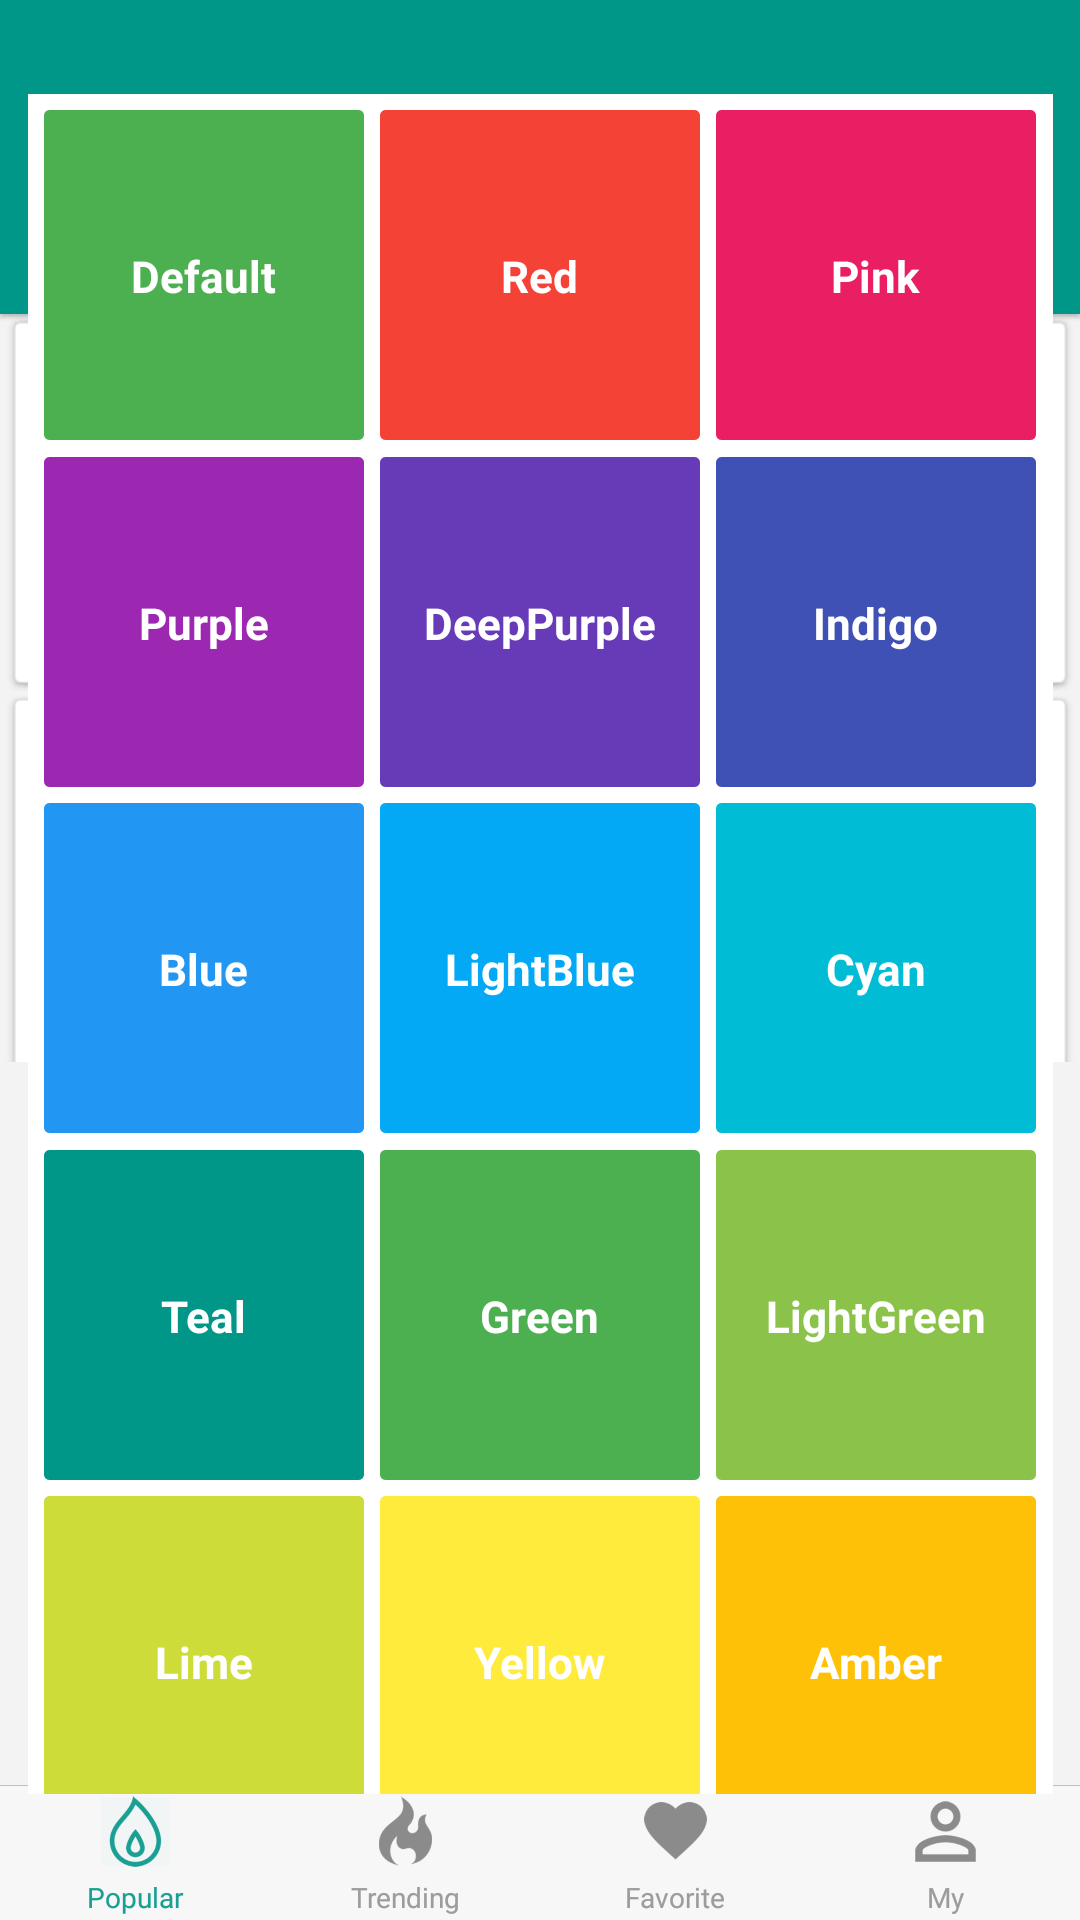 Default Red Pink
Purple DeepPurple Indigo
Blue LightBlue Cyan
Teal Green LightGreen
Lime Yellow Amber
Popular Trending Favorite My